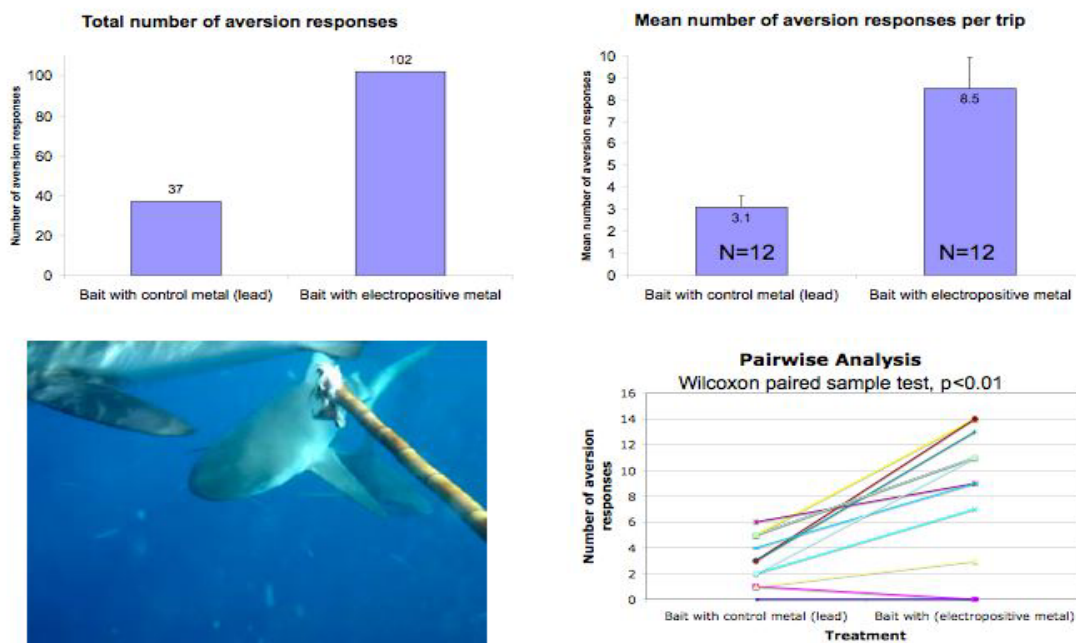 Total number of aversion responses
Number of aversion responses
100
80
60
40
20
0
37
102
Bait with control metal (lead)
Bait with electropositive metal
Mean number of aversion responses per trip
Mean number of aversion responses
10
9
8
7
6
5
4
3
2
1
0
3.1
8.5
N=12
N=12
Bait with control metal (lead)
Bait with electropositive metal
Pairwise Analysis
Wilcoxon paired sample test, p<0.01
Number of aversion
responses
16
14
12
10
8
6
4
2
0
Bait with control metal (lead)
Bait with (electropositive metal)
Treatment